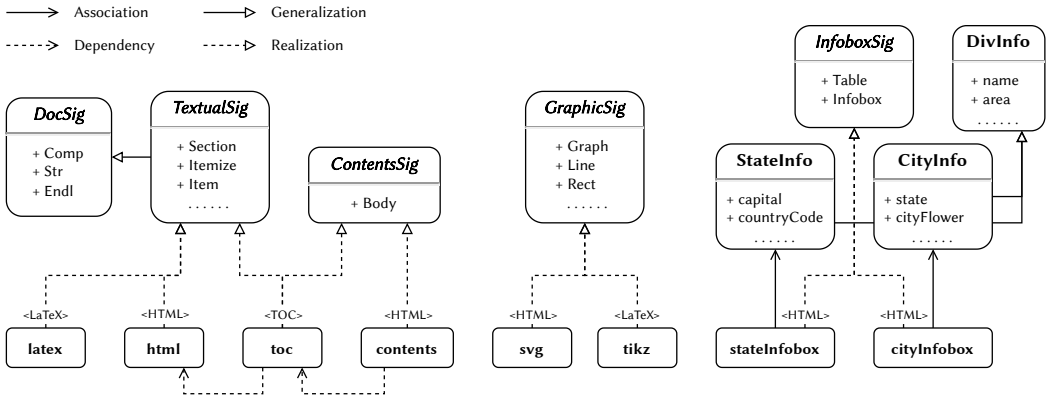 Association
Generalization
Dependency
Realization
DocSig
+ Comp
+ Str
+ Endl
TextualSig
+ Section
+ Itemize
+ Item
......
ContentsSig
+ Body
GraphicSig
+ Graph
+ Line
+ Rect
......
InfoboxSig
+ Table
+ Infobox
DivInfo
+ name
+ area
......
StateInfo
+ capital
+ countryCode
......
CityInfo
+ state
+ cityFlower
......
<LaTeX>
<HTML>
<TOC>
<HTML>
<HTML>
<LaTeX>
<HTML>
<HTML>
latex
html
toc
contents
svg
tikz
stateInfobox
cityInfobox